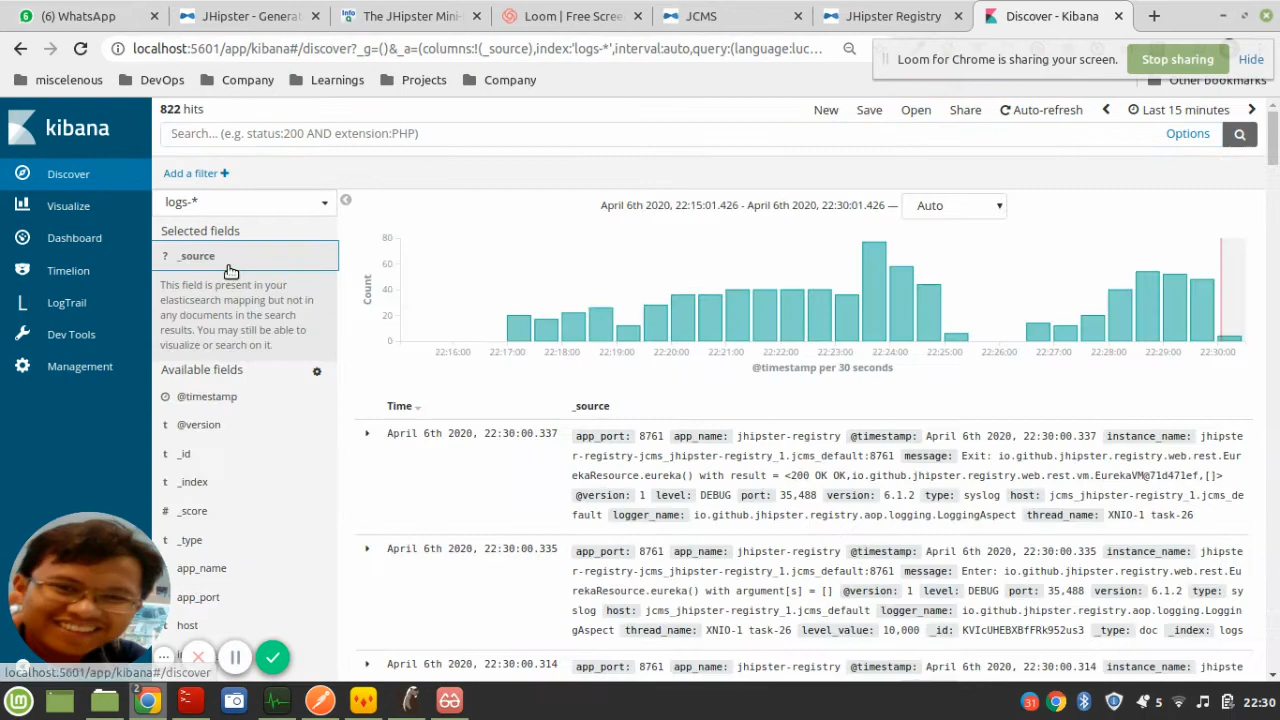 (6) WhatsApp
JHipster - Generat
The JHipster Mini-
Loom | Free Scree
JCMS
JHipster Registry
Discover - Kibana
localhost:5601/app/kibana#/discover?_g=()&_a=(columns:!(_source),index:'logs-*',interval:auto,query:(language:luc...
Loom for Chrome is sharing your screen.
Stop sharing
Hide
miscelenous
DevOps
Company
Learnings
Projects
Company
Other bookmarks
kibana
Discover
Visualize
Dashboard
Timelion
L LogTrail
Dev Tools
Management
822 hits
New
Save
Open
Share
Auto-refresh
Last 15 minutes
Search... (e.g. status:200 AND extension:PHP)
Options
Add a filter +
logs-*
Selected fields
? _source
This field is present in your
elasticsearch mapping but not in
any documents in the search
results. You may still be able to
visualize or search on it.
Available fields
@timestamp
t @version
t _id
t _index
# _score
t _type
t app_name
t app_port
t host
April 6th 2020, 22:15:01.426 - April 6th 2020, 22:30:01.426 —
Auto
Count
80
60
40
20
0
22:16:00 22:17:00 22:18:00 22:19:00 22:20:00 22:21:00 22:22:00 22:23:00 22:24:00 22:25:00 22:26:00 22:27:00 22:28:00 22:29:00 22:30:00
@timestamp per 30 seconds
Time
_source
April 6th 2020, 22:30:00.337
app_port: 8761 app_name: jhipster-registry @timestamp: April 6th 2020, 22:30:00.337 instance_name: jhipste
r-registry-jcms_jhipster-registry_1.jcms_default:8761 message: Exit: io.github.jhipster.registry.web.rest.Eur
ekaResource.eureka() with result = <200 OK OK,io.github.jhipster.registry.web.rest.vm.EurekaVM@71d471ef,[]>
@version: 1 level: DEBUG port: 35,488 version: 6.1.2 type: syslog host: jcms_jhipster-registry_1.jcms_de
fault logger_name: io.github.jhipster.registry.aop.logging.LoggingAspect thread_name: XNIO-1 task-26
April 6th 2020, 22:30:00.335
app_port: 8761 app_name: jhipster-registry @timestamp: April 6th 2020, 22:30:00.335 instance_name: jhipste
r-registry-jcms_jhipster-registry_1.jcms_default:8761 message: Enter: io.github.jhipster.registry.web.rest.Eu
rekaResource.eureka() with argument[s] = [] @version: 1 level: DEBUG port: 35,488 version: 6.1.2 type: sy
slog host: jcms_jhipster-registry_1.jcms_default logger_name: io.github.jhipster.registry.aop.logging.Loggin
gAspect thread_name: XNIO-1 task-26 level_value: 10,000 _id: KVIcUHEBXBfFRk952us3 _type: doc _index: logs
April 6th 2020, 22:30:00.314
app_port: 8761 app_name: jhipster-registry @timestamp: April 6th 2020, 22:30:00.314 instance_name: jhipste
localhost:5601/app/kibana#/discover
2
31
5
22:30